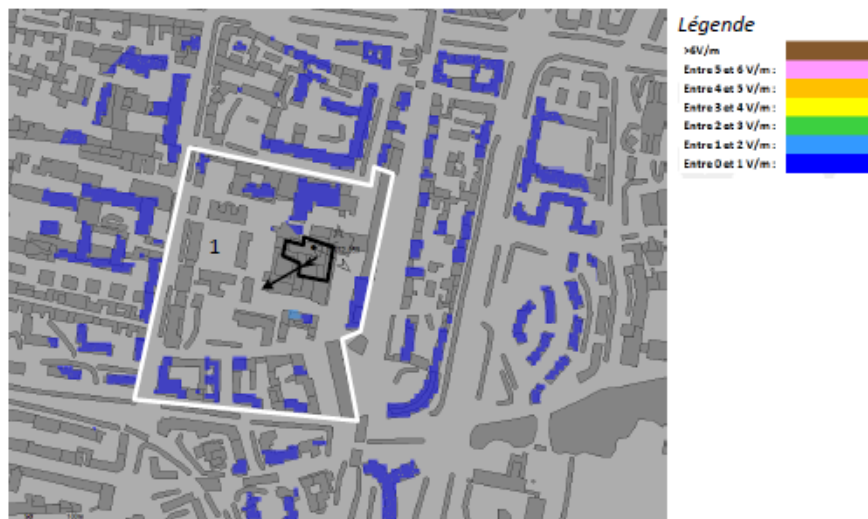 Légende
>6V/m
Entre 5 et 6 V/m :
Entre 4 et 5 V/m :
Entre 3 et 4 V/m :
Entre 2 et 3 V/m :
Entre 1 et 2 V/m :
Entre 0 et 1 V/m :
1